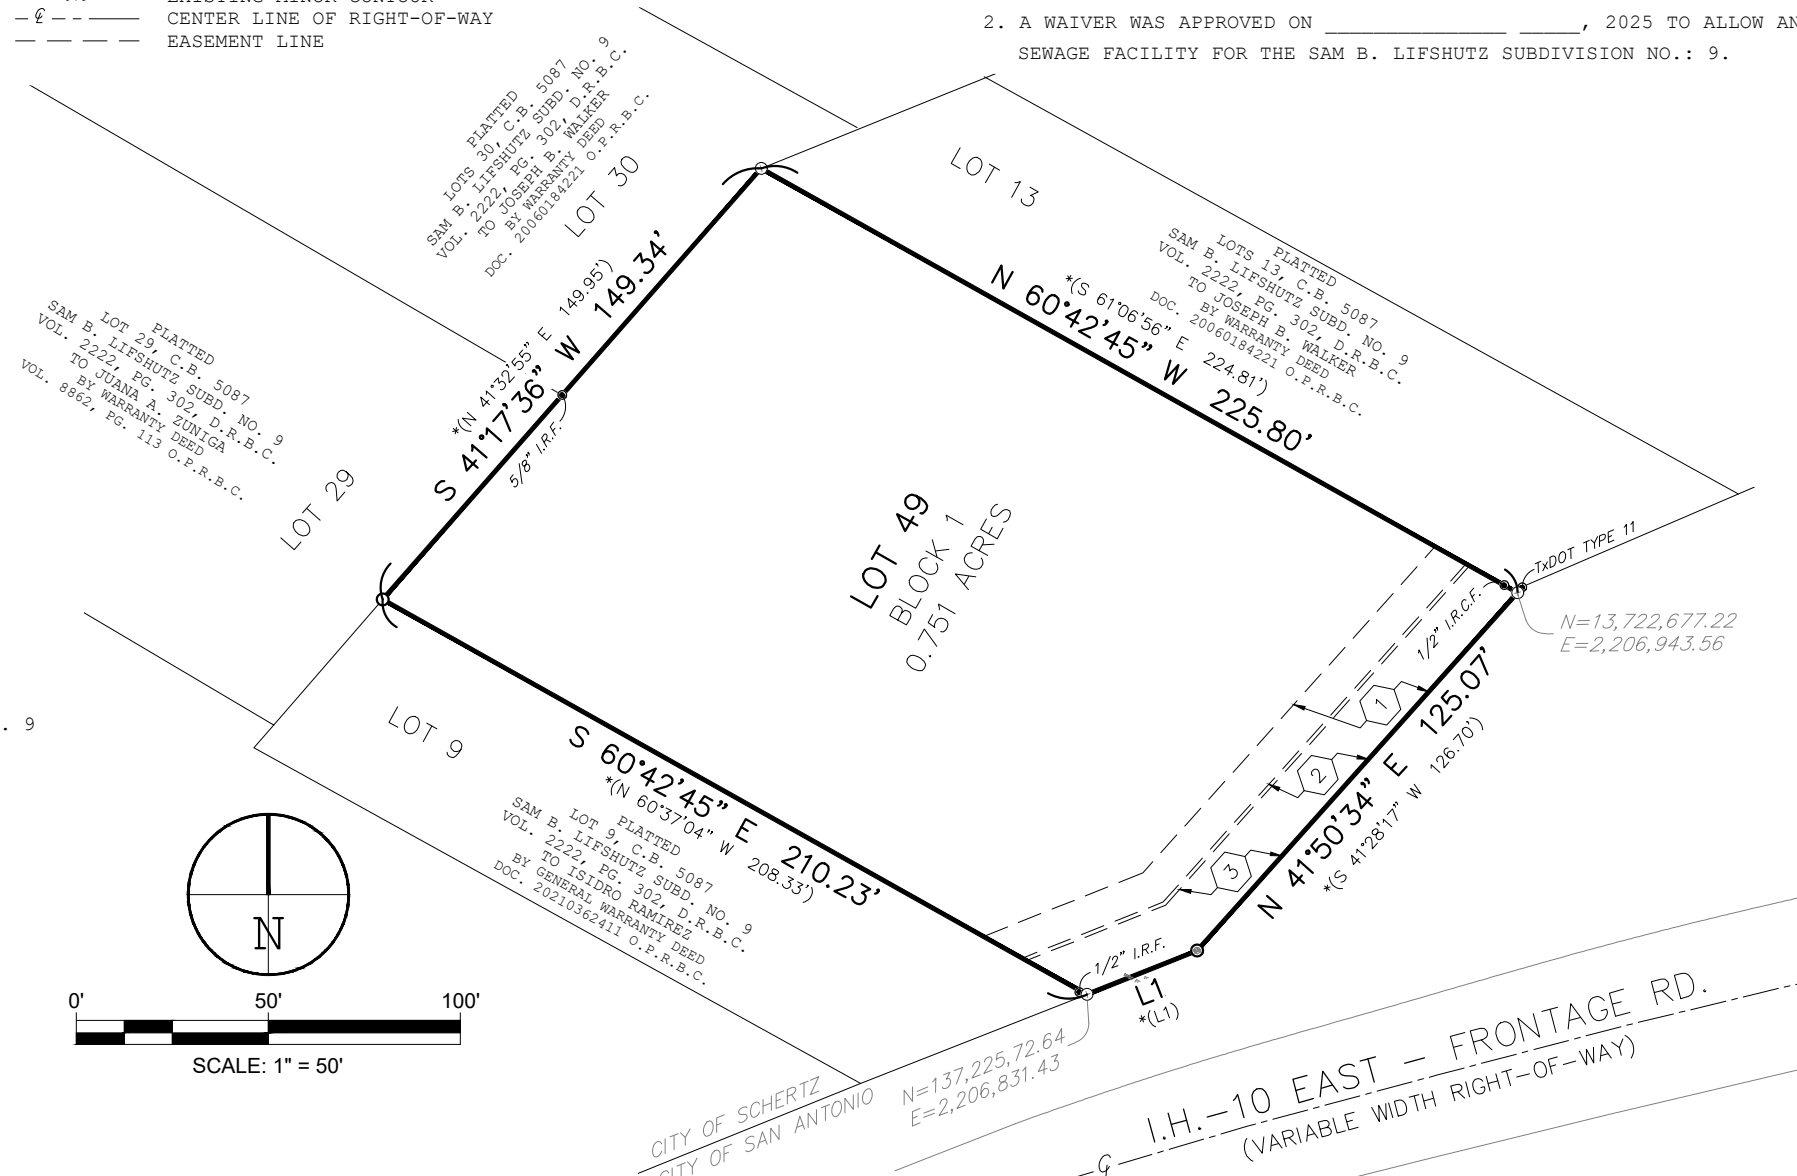 CENTER LINE OF RIGHT-OF-WAY
EASEMENT LINE
2. A WAIVER WAS APPROVED ON _______________ _____, 2025 TO ALLOW AN
SEWAGE FACILITY FOR THE SAM B. LIFSHUTZ SUBDIVISION NO.: 9.
PLATTED
LOTS 30, C.B. 5087
SAM B. LIFSHUTZ SUBD. NO. 9
VOL. 2222, PG. 302, D.R.B.C.
TO JOSEPH B. WALKER
BY WARRANTY DEED
DOC. 20060184221 O.P.R.B.C.
LOT 30
LOT 13
PLATTED
LOTS 13, C.B. 5087
SAM B. LIFSHUTZ SUBD. NO. 9
VOL. 2222, PG. 302, D.R.B.C.
TO JOSEPH B. WALKER
BY WARRANTY DEED
DOC. 20060184221 O.P.R.B.C.
*(S 61°06'56" E 224.81')
N 60°42'45" W 225.80'
*(N 41°32'55" E 149.95')
S 41°17'36" W 149.34'
5/8" I.R.F.
PLATTED
LOT 29, C.B. 5087
SAM B. LIFSHUTZ SUBD. NO. 9
VOL. 2222, PG. 302, D.R.B.C.
TO JUANA A. ZUNIGA
BY WARRANTY DEED
VOL. 8862, PG. 113 O.P.R.B.C.
LOT 29
LOT 49
BLOCK 1
0.751 ACRES
TxDOT TYPE 11
1/2" I.R.C.F.
N=13,722,677.22
E=2,206,943.56
1
2
3
N 41°50'34" E 125.07'
*(S 41°28'17" W 126.70')
. 9
LOT 9
S 60°42'45" E 210.23'
*(N 60°37'04" W 208.33')
PLATTED
LOT 9, C.B. 5087
SAM B. LIFSHUTZ SUBD. NO. 9
VOL. 2222, PG. 302, D.R.B.C.
TO ISIDRO RAMIREZ
BY GENERAL WARRANTY DEED
DOC. 20210362411 O.P.R.B.C.
1/2" I.R.F.
L1
*(L1)
N=137,225,72.64
E=2,206,831.43
N
0' 50' 100'
SCALE: 1" = 50'
CITY OF SCHERTZ
CITY OF SAN ANTONIO
I.H.-10 EAST - FRONTAGE RD.
(VARIABLE WIDTH RIGHT-OF-WAY)